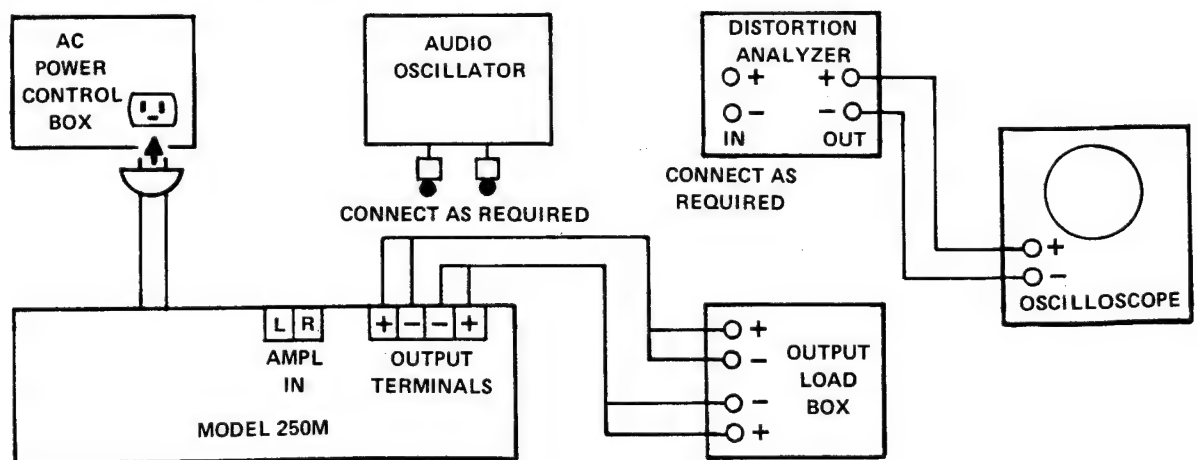 AC
POWER
CONTROL
BOX
AUDIO
OSCILLATOR
CONNECT AS REQUIRED
DISTORTION
ANALYZER
+ +
− −
IN OUT
CONNECT AS
REQUIRED
+
−
OSCILLOSCOPE
L R
AMPL
IN
+ − − +
OUTPUT
TERMINALS
MODEL 250M
+
−
−
+
OUTPUT
LOAD
BOX